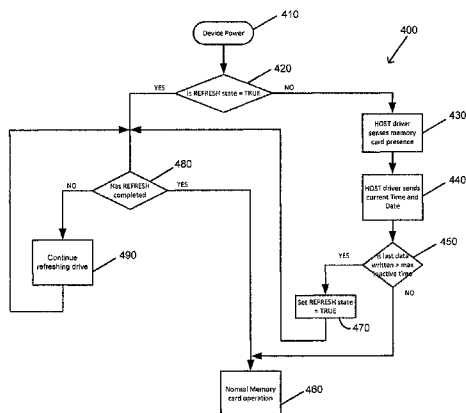 410
Device Power
400
420
Is REFRESH state = TRUE
YES
NO
430
HOST driver
senses memory
card presence
440
HOST driver sends
current Time and
Date
480
Has REFRESH
completed
NO
YES
450
Is last data
written > max
inactive time
YES
NO
Continue
refreshing drive
490
Set REFRESH state
= TRUE
470
Normal Memory
card operation
460